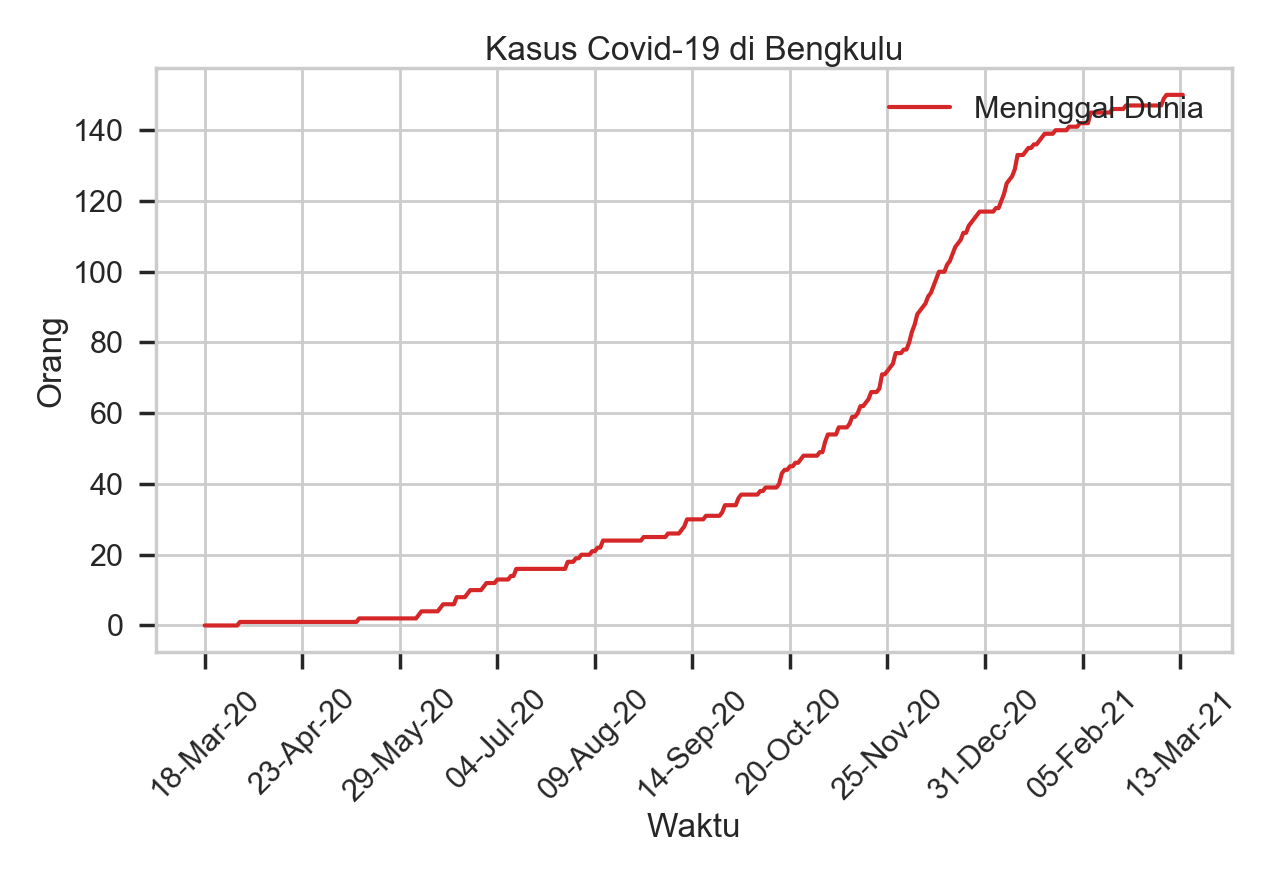 Kasus Covid-19 di Bengkulu
Meninggal Dunia
140
120
100
80
60
40
20
0
Orang
18-Mar-20
23-Apr-20
29-May-20
04-Jul-20
09-Aug-20
14-Sep-20
20-Oct-20
25-Nov-20
31-Dec-20
05-Feb-21
13-Mar-21
Waktu